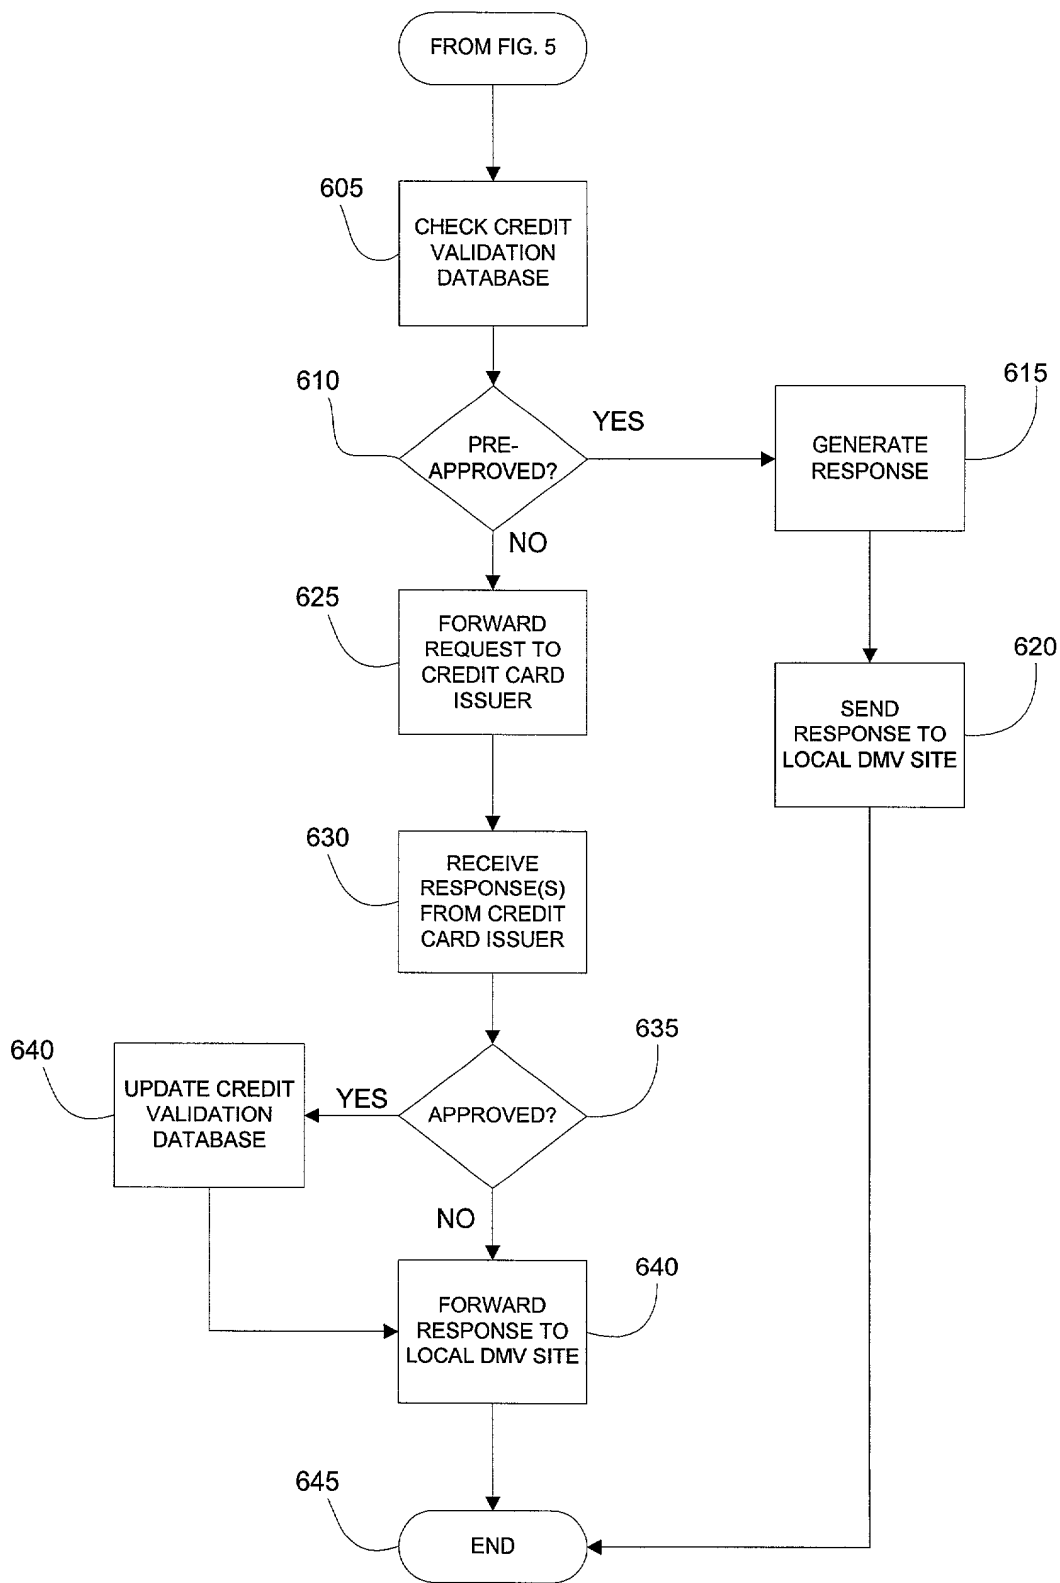 FROM FIG. 5
605
CHECK CREDIT
VALIDATION
DATABASE
610
PRE-
APPROVED?
YES
615
GENERATE
RESPONSE
NO
625
FORWARD
REQUEST TO
CREDIT CARD
ISSUER
620
SEND
RESPONSE TO
LOCAL DMV SITE
630
RECEIVE
RESPONSE(S)
FROM CREDIT
CARD ISSUER
635
APPROVED?
YES
640
UPDATE CREDIT
VALIDATION
DATABASE
NO
640
FORWARD
RESPONSE TO
LOCAL DMV SITE
645
END